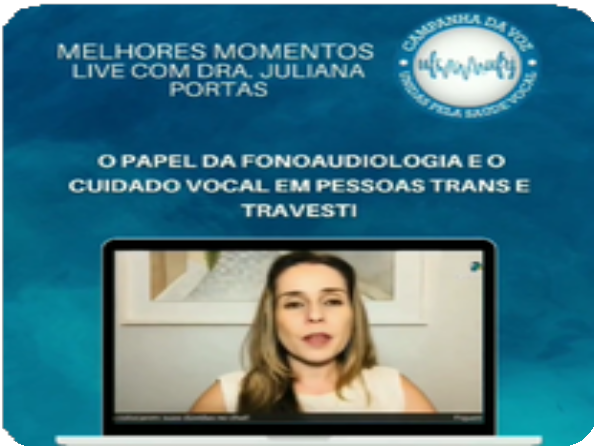 MELHORES MOMENTOS
LIVE COM DRA. JULIANA
PORTAS
CAMPANHA DA VOZ
UNIDAS PELA SAÚDE VOCAL
O PAPEL DA FONOAUDIOLOGIA E O
CUIDADO VOCAL EM PESSOAS TRANS E
TRAVESTI